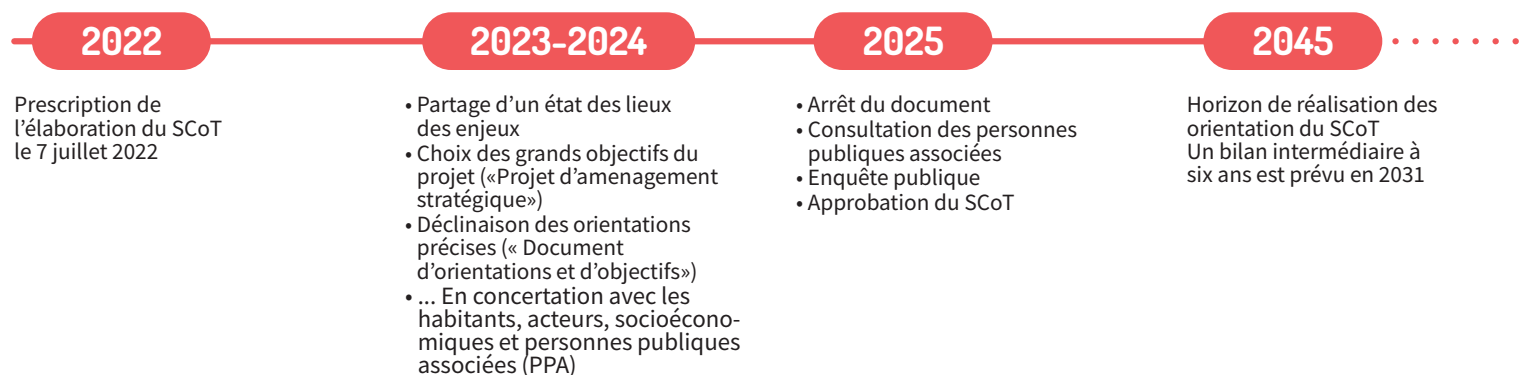 2022
Prescription de
l’élaboration du SCoT
le 7 juillet 2022
2023-2024
• Partage d’un état des lieux
des enjeux
• Choix des grands objectifs du
projet («Projet d’amenagement
stratégique»)
• Déclinaison des orientations
précises (« Document
d’orientations et d’objectifs»)
• ... En concertation avec les
habitants, acteurs, socioécono-
miques et personnes publiques
associées (PPA)
2025
• Arrêt du document
• Consultation des personnes
publiques associées
• Enquête publique
• Approbation du SCoT
2045
Horizon de réalisation des
orientation du SCoT
Un bilan intermédiaire à
six ans est prévu en 2031